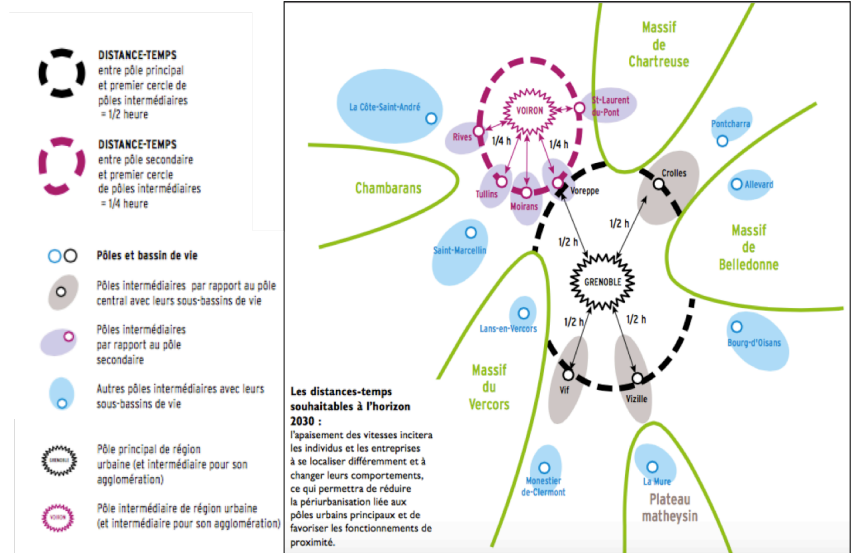 DISTANCE-TEMPS
entre pôle principal
et premier cercle de
pôles intermédiaires
= 1/2 heure
DISTANCE-TEMPS
entre pôle secondaire
et premier cercle
de pôles intermédiaires
= 1/4 heure
Pôles et bassin de vie
Pôles intermédiaires par rapport au pôle
central avec leurs sous-bassins de vie
Pôles intermédiaires
par rapport au pôle
secondaire
Autres pôles intermédiaires avec leurs
sous-bassins de vie
GRENOBLE
Pôle principal de région
urbaine (et intermédiaire pour son
agglomération)
VOIRON
Pôle intermédiaire de région urbaine
(et intermédiaire pour son agglomération)
Massif
de
Chartreuse
La Côte-Saint-André
VOIRON
St-Laurent
du-Pont
Pontcharra
Rives
1/4 h
1/4 h
Crolles
Allevard
Chambarans
Tullins
Moirans
Voreppe
1/2 h
Massif
de
Belledonne
Saint-Marcellin
1/2 h
GRENOBLE
Lans-en-Vercors
1/2 h
1/2 h
Bourg-d'Oisans
Massif
du
Vercors
Vif
Vizille
Les distances-temps
souhaitables à l'horizon
2030 :
l'apaisement des vitesses incitera
les individus et les entreprises
à se localiser différemment et à
changer leurs comportements,
ce qui permettra de réduire
la périurbanisation liée aux
pôles urbains principaux et de
favoriser les fonctionnements de
proximité.
Monestier
de-Clermont
La Mure
Plateau
matheysin